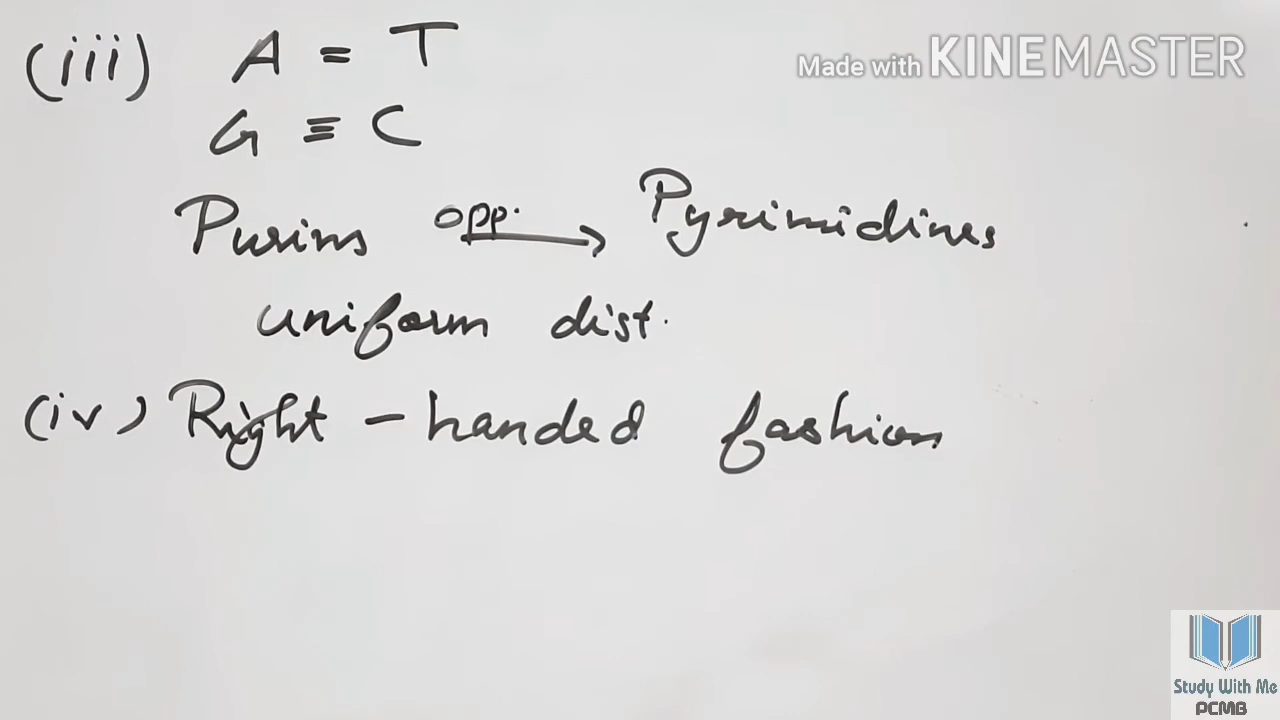 (iii) A = T
Made with KINEMASTER
G ≡ C
Purins opp. → Pyrimidines
uniform dist.
(iv) Right - handed fashion
Study With Me
PCMB